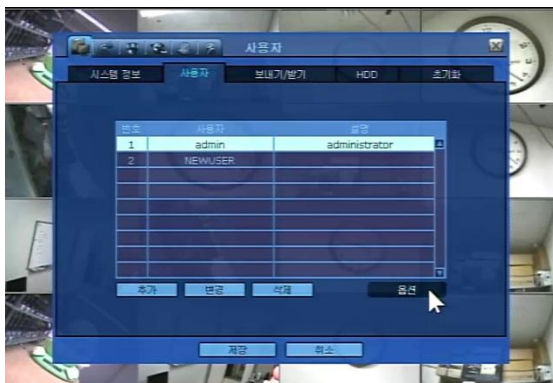 사용자
시스템 정보 사용자 보내기/받기 HDD 초기화
번호 사용자 설명
1 admin administrator
2 NEWUSER
추가 변경 삭제 옵션
저장 취소